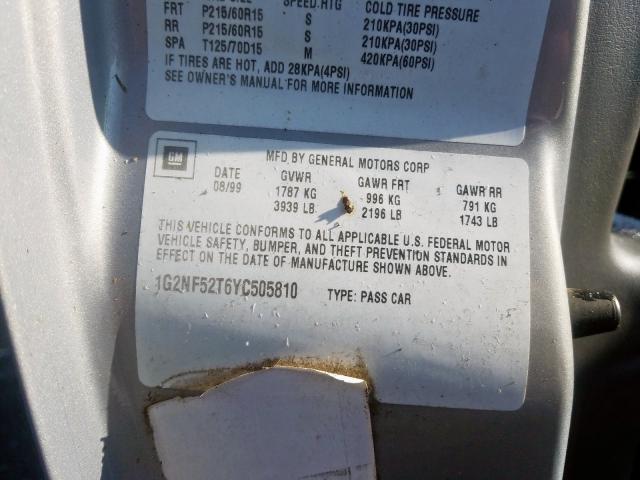 SPEED.RTG COLD TIRE PRESSURE
FRT P215/60R15 S 210KPA(30PSI)
RR P215/60R15 S 210KPA(30PSI)
SPA T125/70D15 M 420KPA(60PSI)
IF TIRES ARE HOT, ADD 28KPA(4PSI)
SEE OWNER'S MANUAL FOR MORE INFORMATION
GM
MFD BY GENERAL MOTORS CORP
DATE GVWR GAWR FRT GAWR RR
08/99 1787 KG 996 KG 791 KG
3939 LB 2196 LB 1743 LB
THIS VEHICLE CONFORMS TO ALL APPLICABLE U.S. FEDERAL MOTOR
VEHICLE SAFETY, BUMPER, AND THEFT PREVENTION STANDARDS IN
EFFECT ON THE DATE OF MANUFACTURE SHOWN ABOVE.
1G2NF52T6YC505810 TYPE: PASS CAR